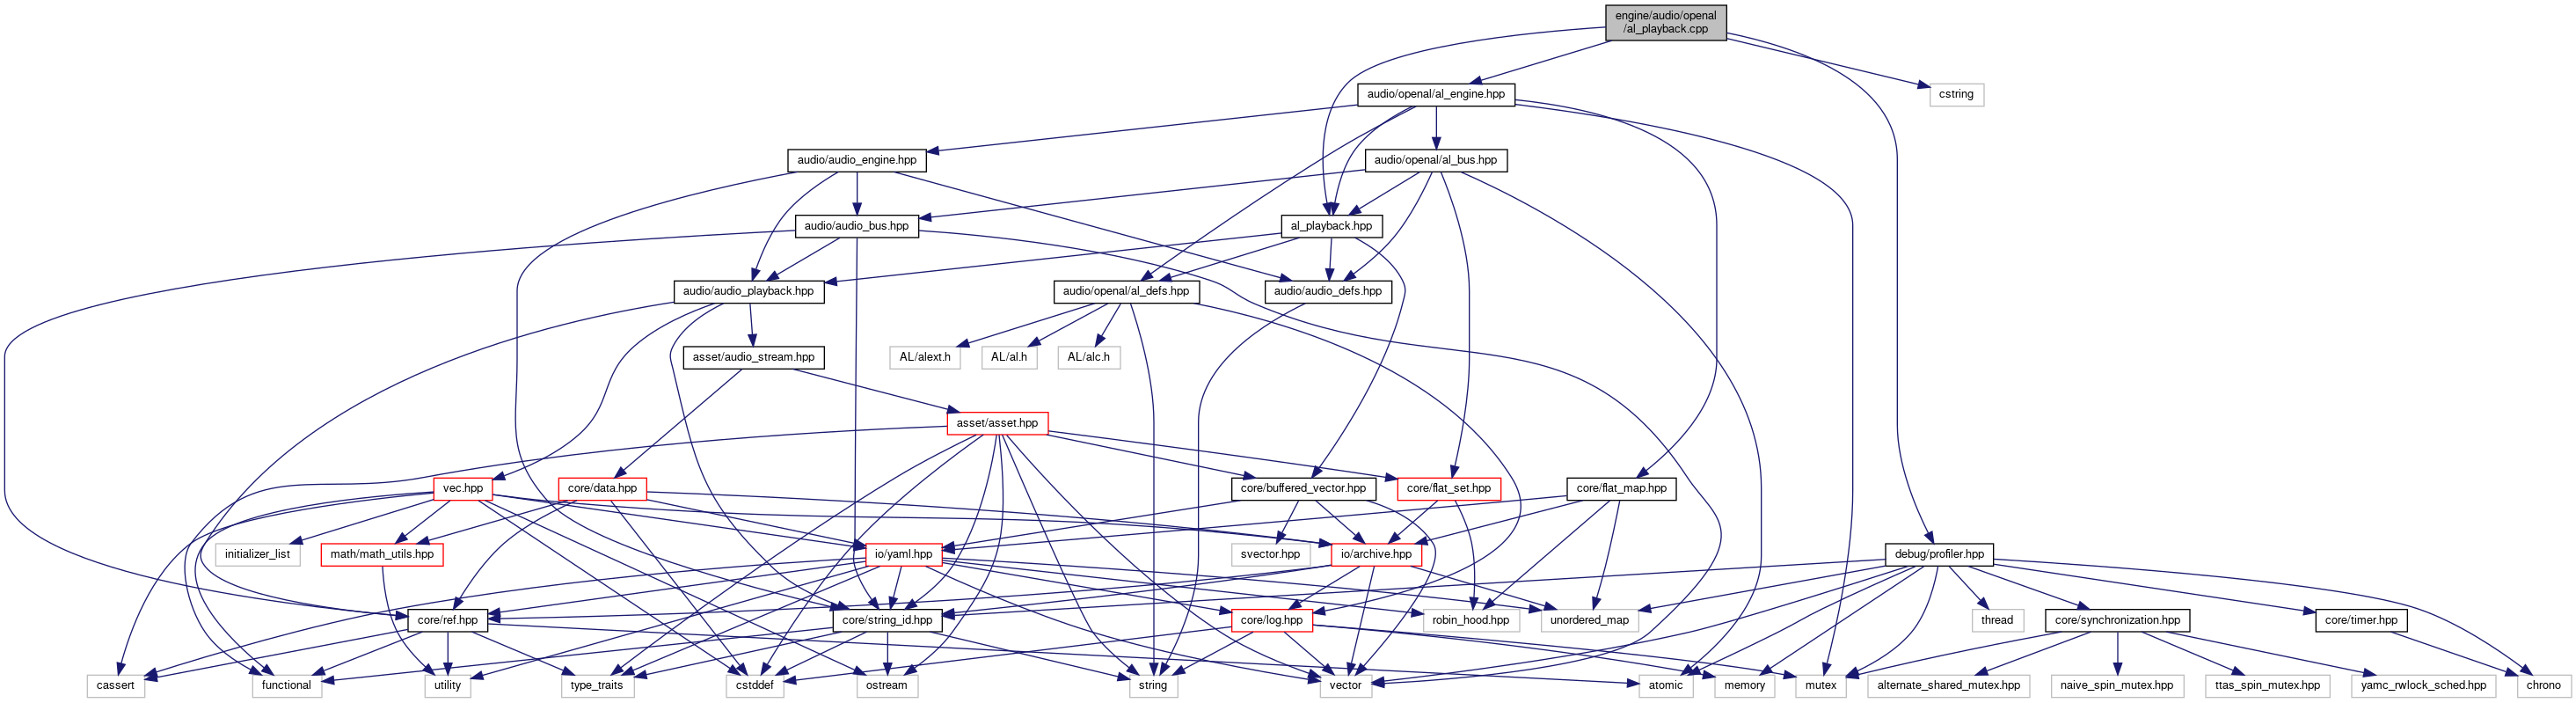 engine/audio/openal
/al_playback.cpp
audio/openal/al_engine.hpp
cstring
audio/audio_engine.hpp
audio/openal/al_bus.hpp
audio/audio_bus.hpp
al_playback.hpp
audio/audio_playback.hpp
audio/openal/al_defs.hpp
audio/audio_defs.hpp
asset/audio_stream.hpp
AL/alext.h
AL/al.h
AL/alc.h
asset/asset.hpp
vec.hpp
core/data.hpp
core/buffered_vector.hpp
core/flat_set.hpp
core/flat_map.hpp
initializer_list
math/math_utils.hpp
io/yaml.hpp
svector.hpp
io/archive.hpp
debug/profiler.hpp
core/ref.hpp
core/string_id.hpp
core/log.hpp
robin_hood.hpp
unordered_map
thread
core/synchronization.hpp
core/timer.hpp
cassert
functional
utility
type_traits
cstddef
ostream
string
vector
atomic
memory
mutex
alternate_shared_mutex.hpp
naive_spin_mutex.hpp
ttas_spin_mutex.hpp
yamc_rwlock_sched.hpp
chrono